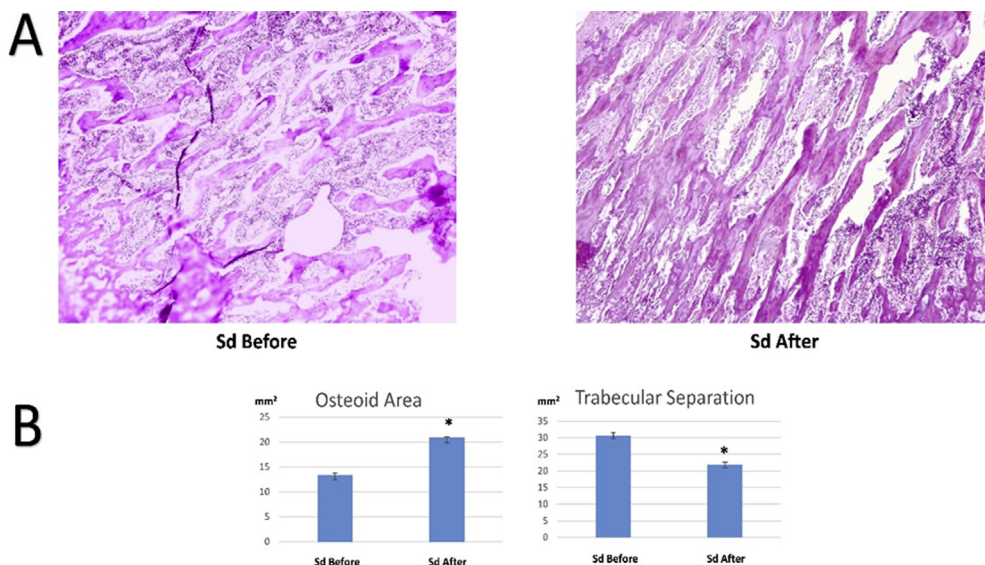 A
Sd Before
Sd After
B
mm²
Osteoid Area
25
20
15
10
5
0
*
Sd Before
Sd After
mm²
Trabecular Separation
35
30
25
20
15
10
5
0
*
Sd Before
Sd After